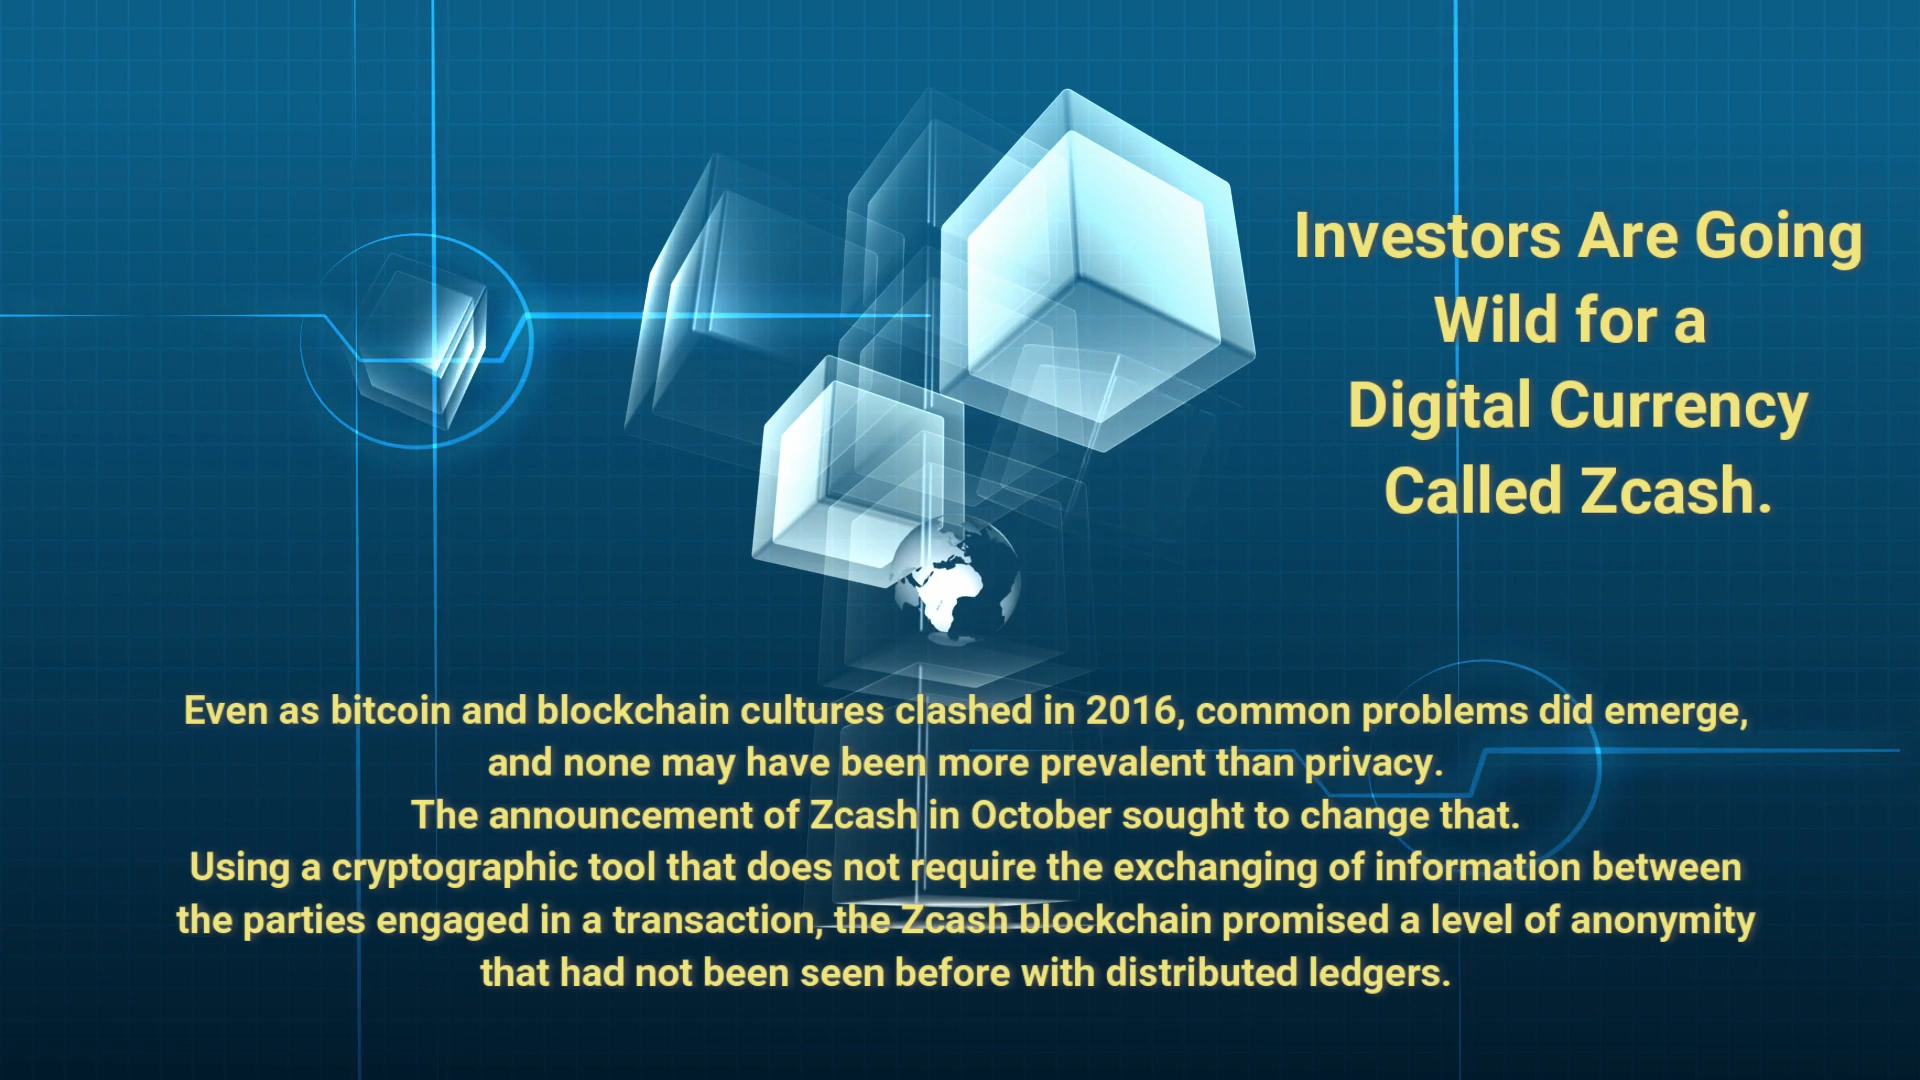 Investors Are Going
Wild for a
Digital Currency
Called Zcash.
Even as bitcoin and blockchain cultures clashed in 2016, common problems did emerge,
and none may have been more prevalent than privacy.
The announcement of Zcash in October sought to change that.
Using a cryptographic tool that does not require the exchanging of information between
the parties engaged in a transaction, the Zcash blockchain promised a level of anonymity
that had not been seen before with distributed ledgers.